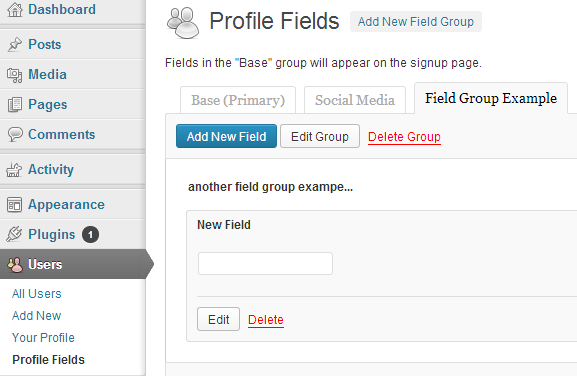 Dashboard
Posts
Media
Pages
Comments
Activity
Appearance
Plugins 1
Users
All Users
Add New
Your Profile
Profile Fields
Profile Fields Add New Field Group
Fields in the "Base" group will appear on the signup page.
Base (Primary) Social Media Field Group Example
Add New Field Edit Group Delete Group
another field group exampe...
New Field
Edit Delete